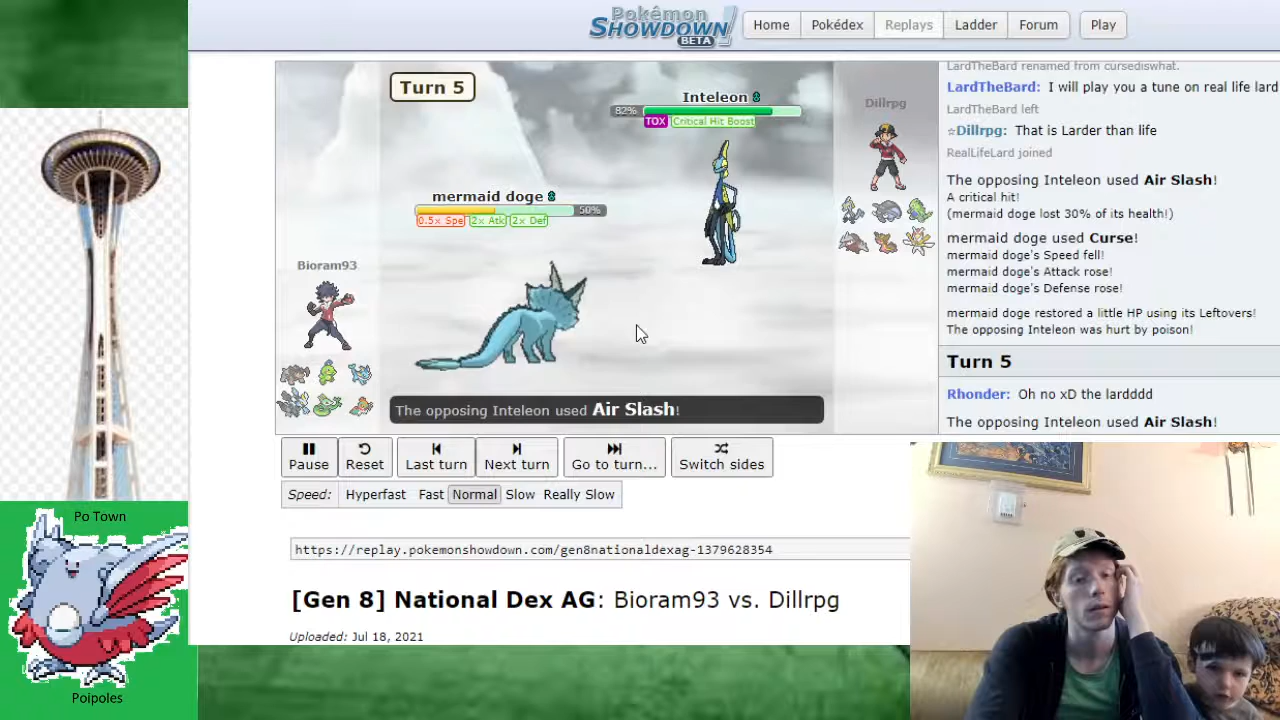 Pokémon
SHOWDOWN!
BETA
Home
Pokédex
Replays
Ladder
Forum
Play
Turn 5
Inteleon
82%
TOX
Critical Hit Boost
mermaid doge
50%
0.5× Spe
2× Atk
2× Def
Bioram93
Dillrpg
The opposing Inteleon used Air Slash!
LardTheBard renamed from cursediswhat.
LardTheBard: I will play you a tune on real life lard
LardTheBard left
☆Dillrpg: That is Larder than life
RealLifeLard joined
The opposing Inteleon used Air Slash!
A critical hit!
(mermaid doge lost 30% of its health!)
mermaid doge used Curse!
mermaid doge's Speed fell!
mermaid doge's Attack rose!
mermaid doge's Defense rose!
mermaid doge restored a little HP using its Leftovers!
The opposing Inteleon was hurt by poison!
Turn 5
Rhonder: Oh no xD the lardddd
The opposing Inteleon used Air Slash!
Pause
Reset
Last turn
Next turn
Go to turn...
Switch sides
Speed: Hyperfast Fast Normal Slow Really Slow
https://replay.pokemonshowdown.com/gen8nationaldexag-1379628354
[Gen 8] National Dex AG: Bioram93 vs. Dillrpg
Uploaded: Jul 18, 2021
Po Town
Poipoles